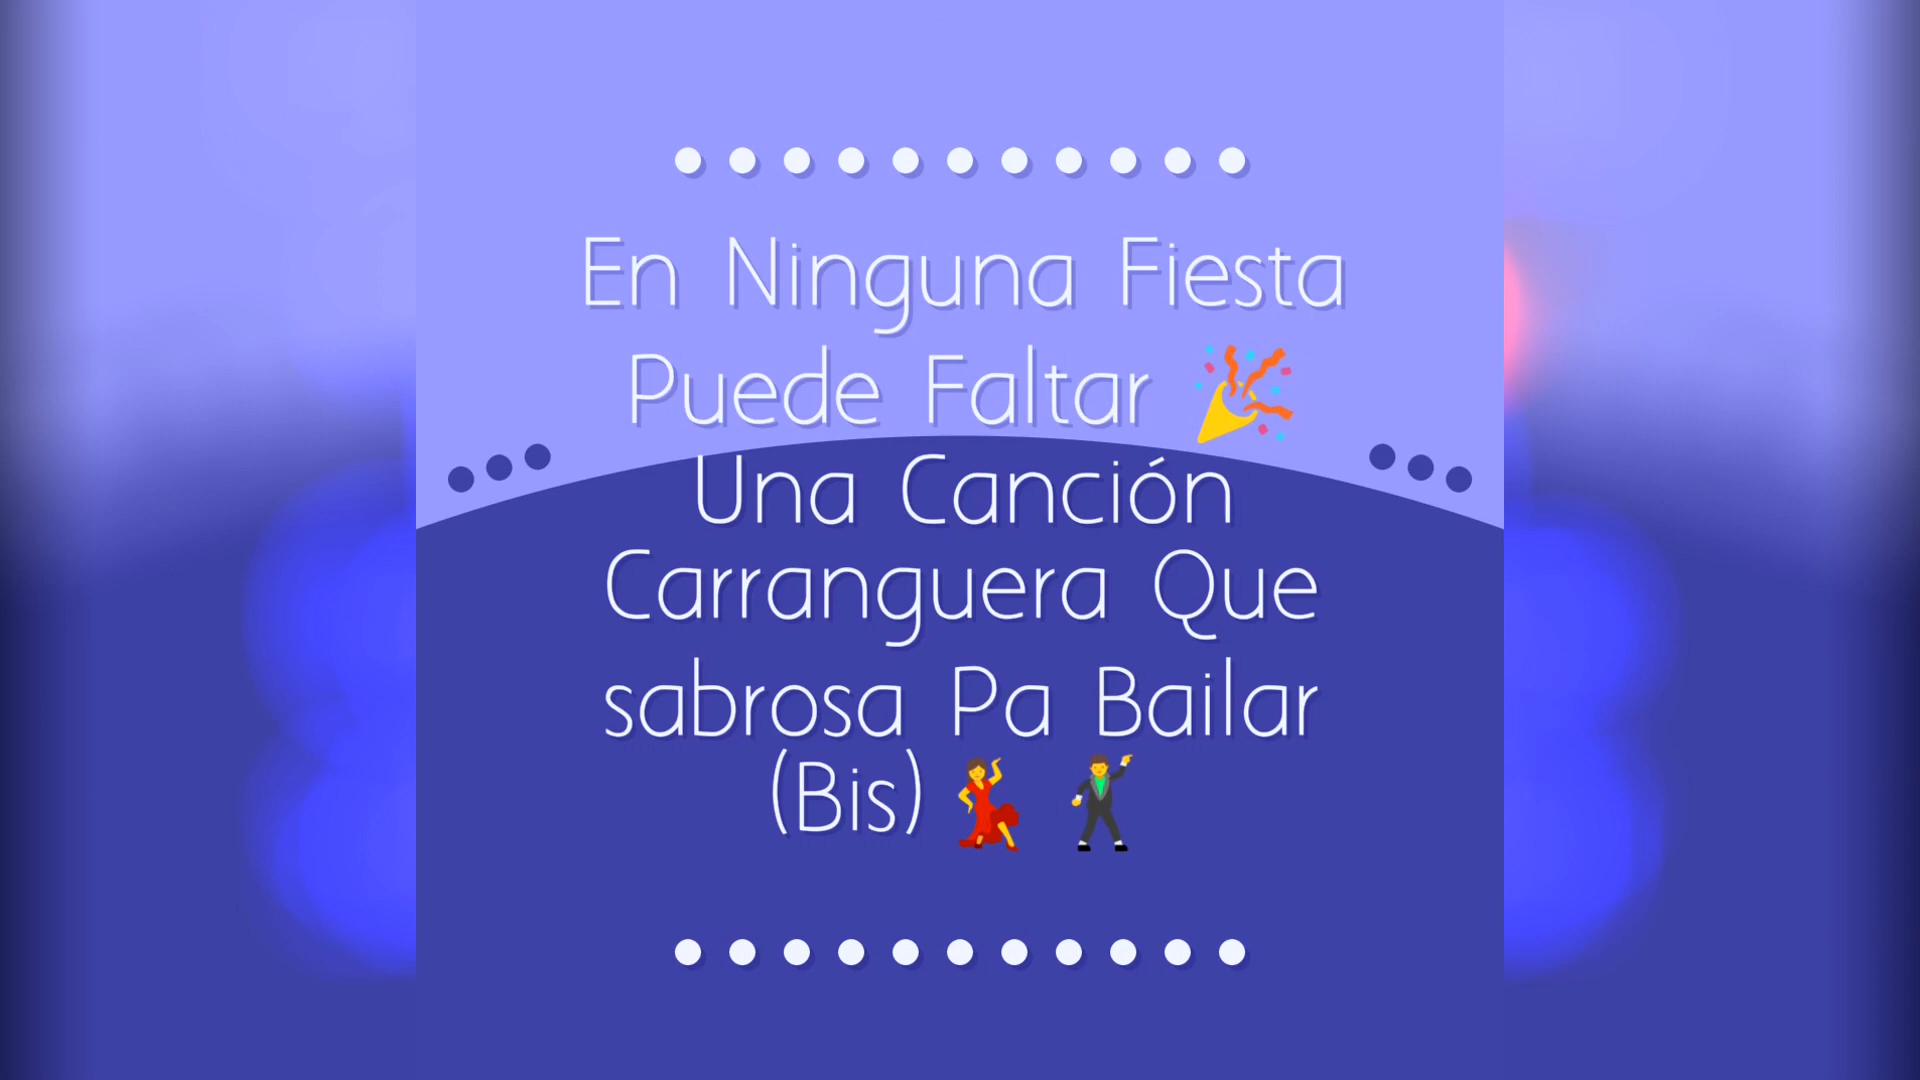 En Ninguna Fiesta
Puede Faltar 🎉
Una Canción
Carranguera Que
sabrosa Pa Bailar
(Bis) 💃 🕺